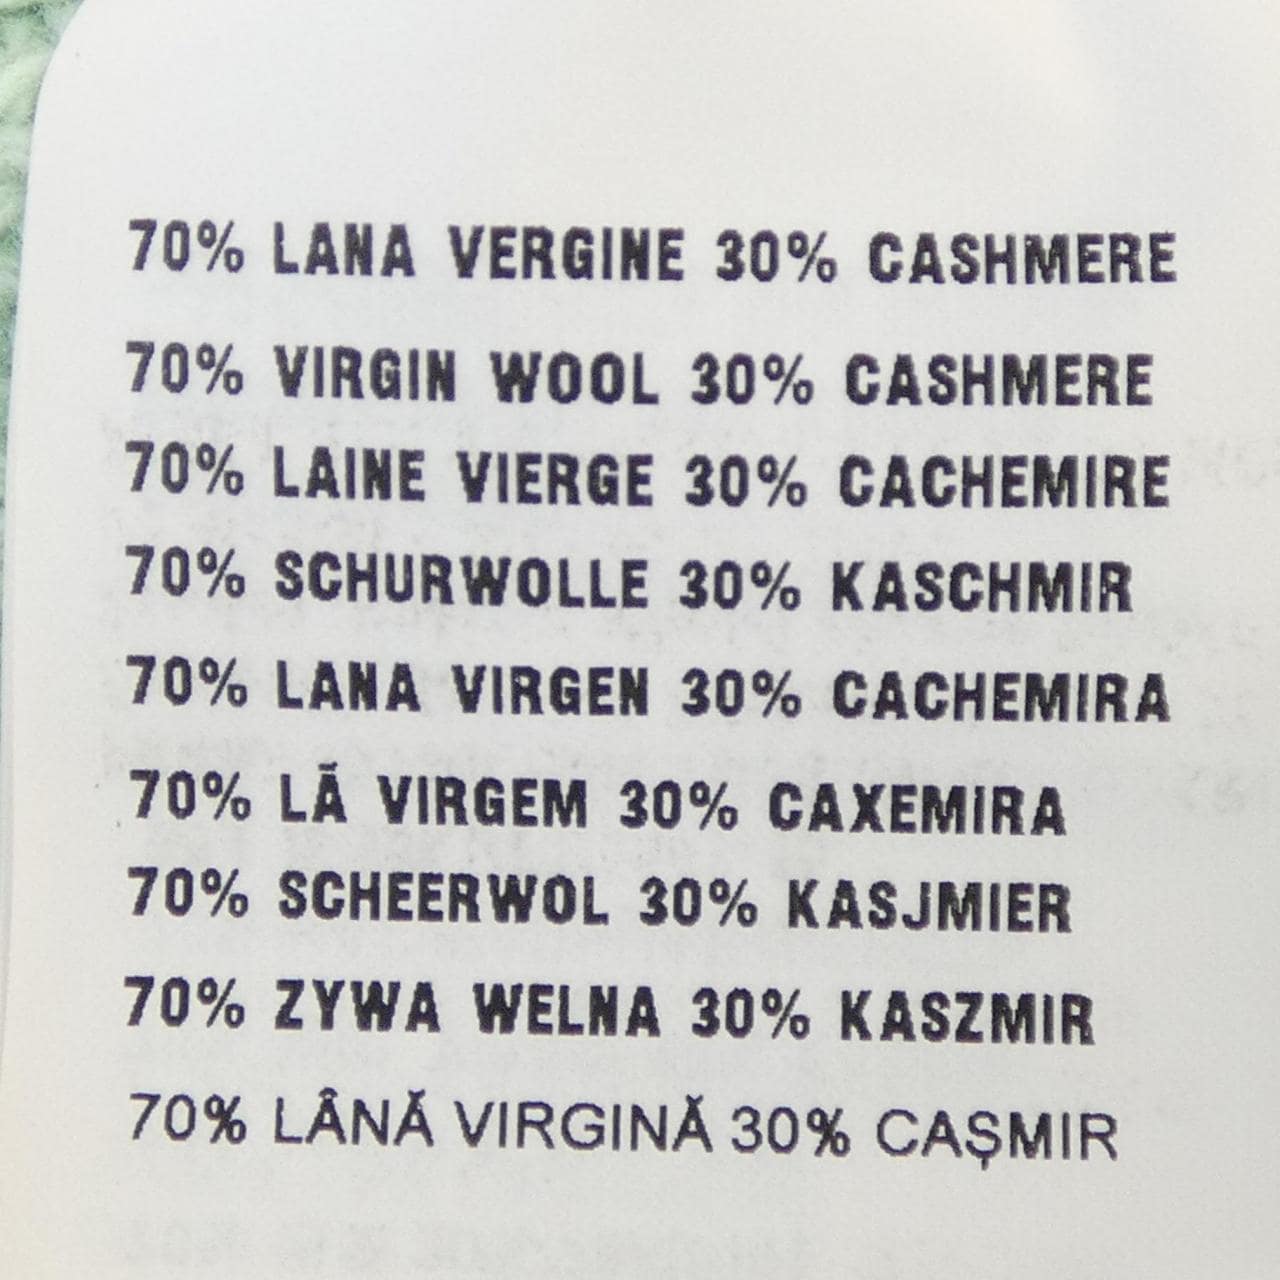 70% LANA VERGINE 30% CASHMERE
70% VIRGIN WOOL 30% CASHMERE
70% LAINE VIERGE 30% CACHEMIRE
70% SCHURWOLLE 30% KASCHMIR
70% LANA VIRGEN 30% CACHEMIRA
70% LÃ VIRGEM 30% CAXEMIRA
70% SCHEERWOL 30% KASJMIER
70% ZYWA WELNA 30% KASZMIR
70% LÂNĂ VIRGINĂ 30% CAȘMIR